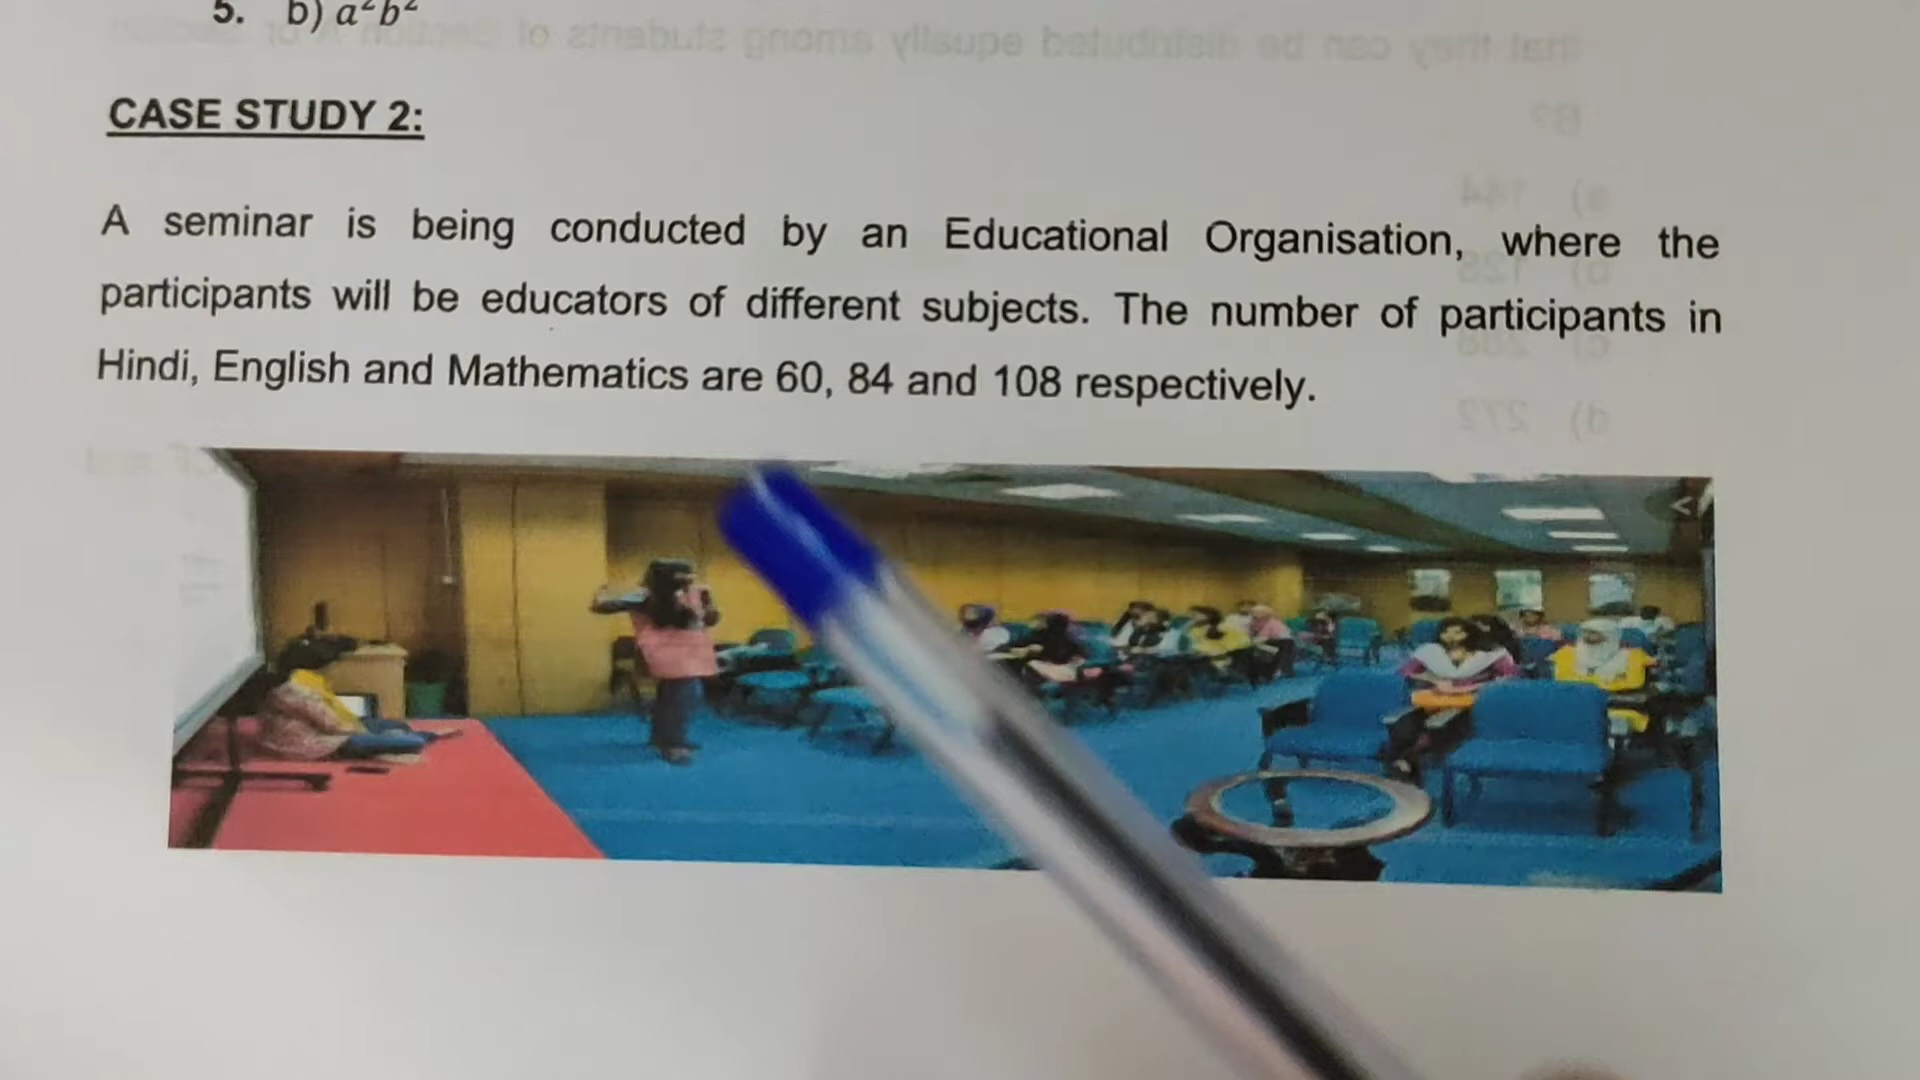 5. b) a²b²
CASE STUDY 2:
A seminar is being conducted by an Educational Organisation, where the
participants will be educators of different subjects. The number of participants in
Hindi, English and Mathematics are 60, 84 and 108 respectively.